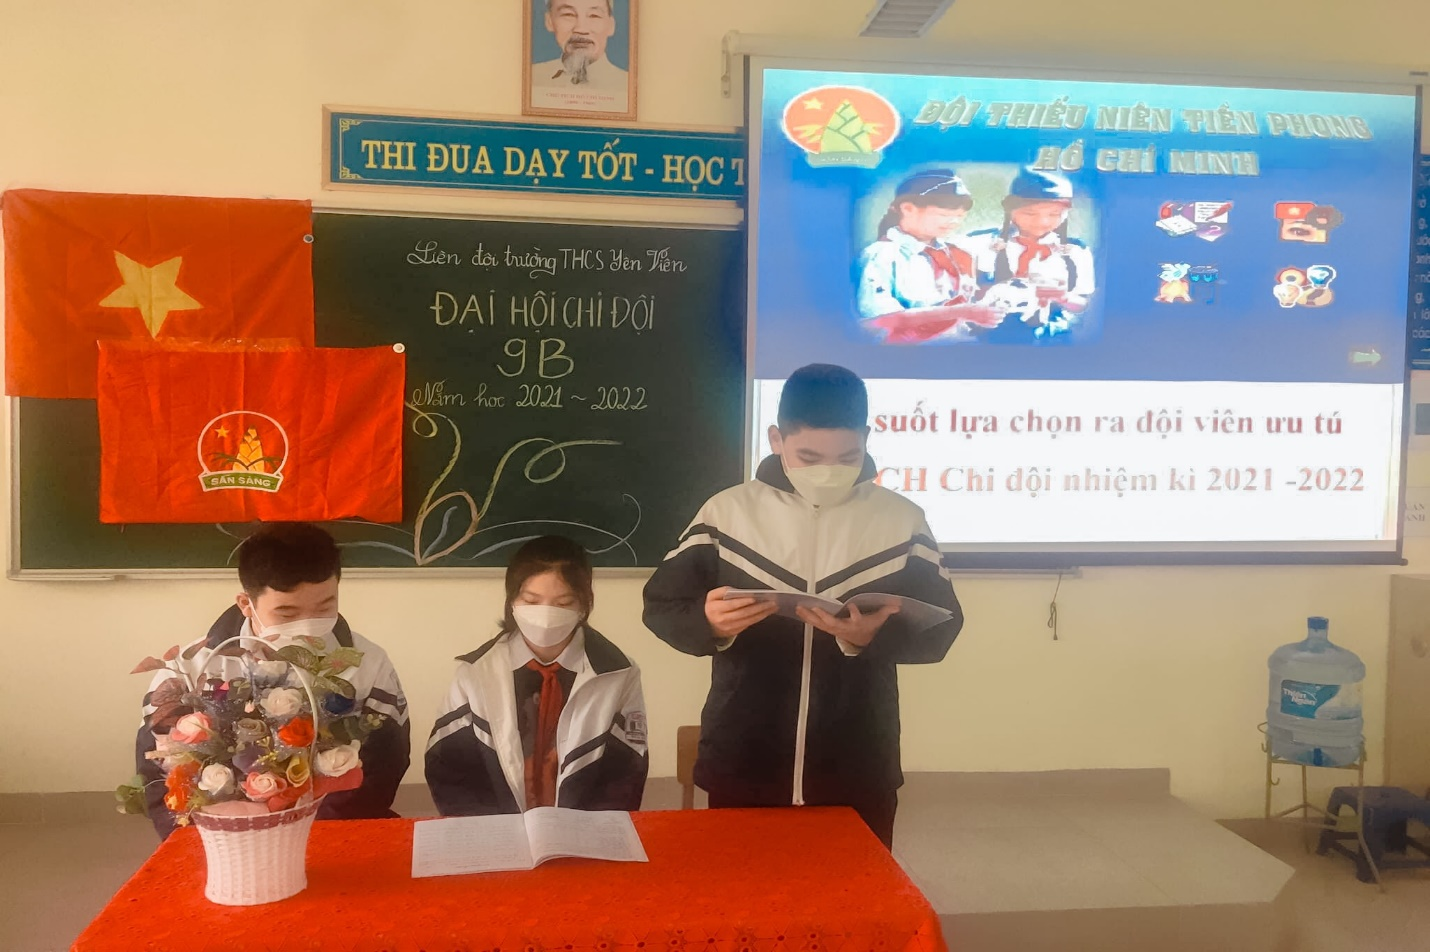 THI ĐUA DẠY TỐT - HỌC T
Liên đội trường THCS Yên Viên
ĐẠI HỘI CHI ĐỘI
9B
Năm học 2021 ~ 2022
SẴN SÀNG
ĐỘI THIẾU NIÊN TIỀN PHONG
HỒ CHÍ MINH
suốt lựa chọn ra đội viên ưu tú
CH Chi đội nhiệm kì 2021 -2022